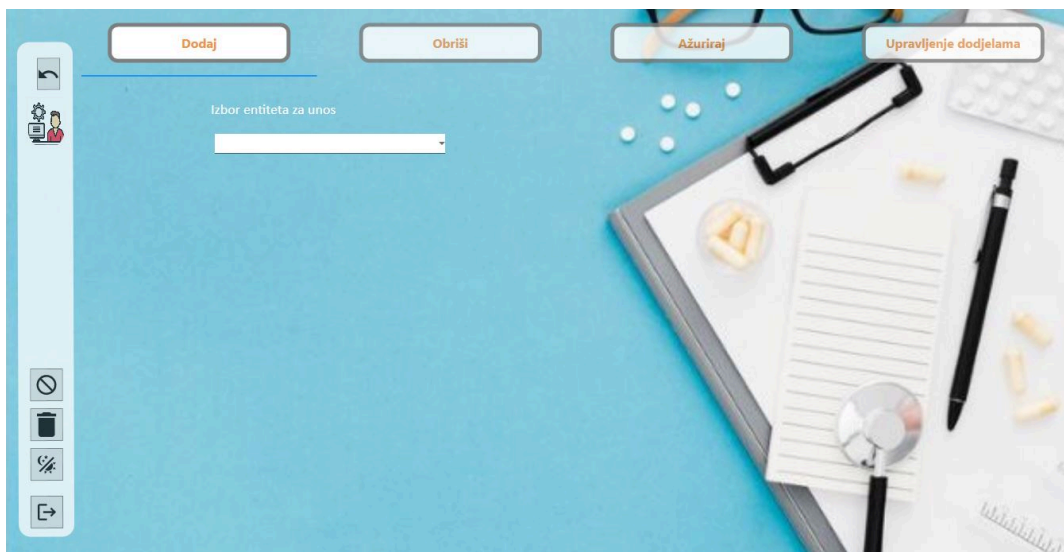 Dodaj
Obriši
Ažuriraj
Upravljenje dodjelama
Izbor entiteta za unos